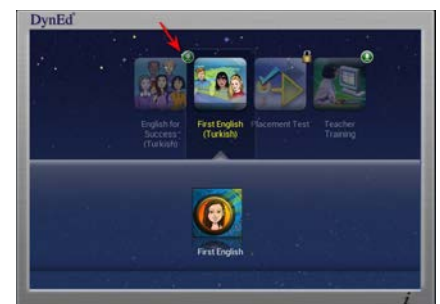 DynEd
English for
Success
(Turkish)
First English
(Turkish)
Placement Test
Teacher
Training
First English
i